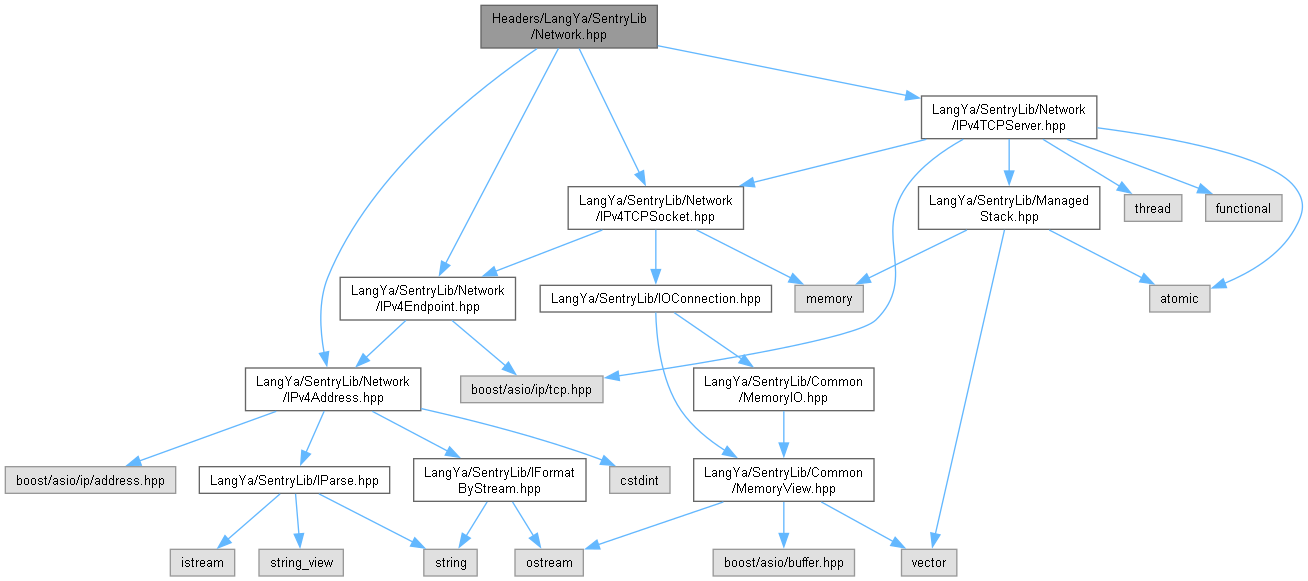 Headers/LangYa/SentryLib
/Network.hpp
LangYa/SentryLib/Network
/IPv4TCPServer.hpp
LangYa/SentryLib/Network
/IPv4TCPSocket.hpp
LangYa/SentryLib/Managed
Stack.hpp
thread
functional
LangYa/SentryLib/Network
/IPv4Endpoint.hpp
LangYa/SentryLib/IOConnection.hpp
memory
atomic
LangYa/SentryLib/Network
/IPv4Address.hpp
boost/asio/ip/tcp.hpp
LangYa/SentryLib/Common
/MemoryIO.hpp
boost/asio/ip/address.hpp
LangYa/SentryLib/IParse.hpp
LangYa/SentryLib/IFormat
ByStream.hpp
cstdint
LangYa/SentryLib/Common
/MemoryView.hpp
istream
string_view
string
ostream
boost/asio/buffer.hpp
vector